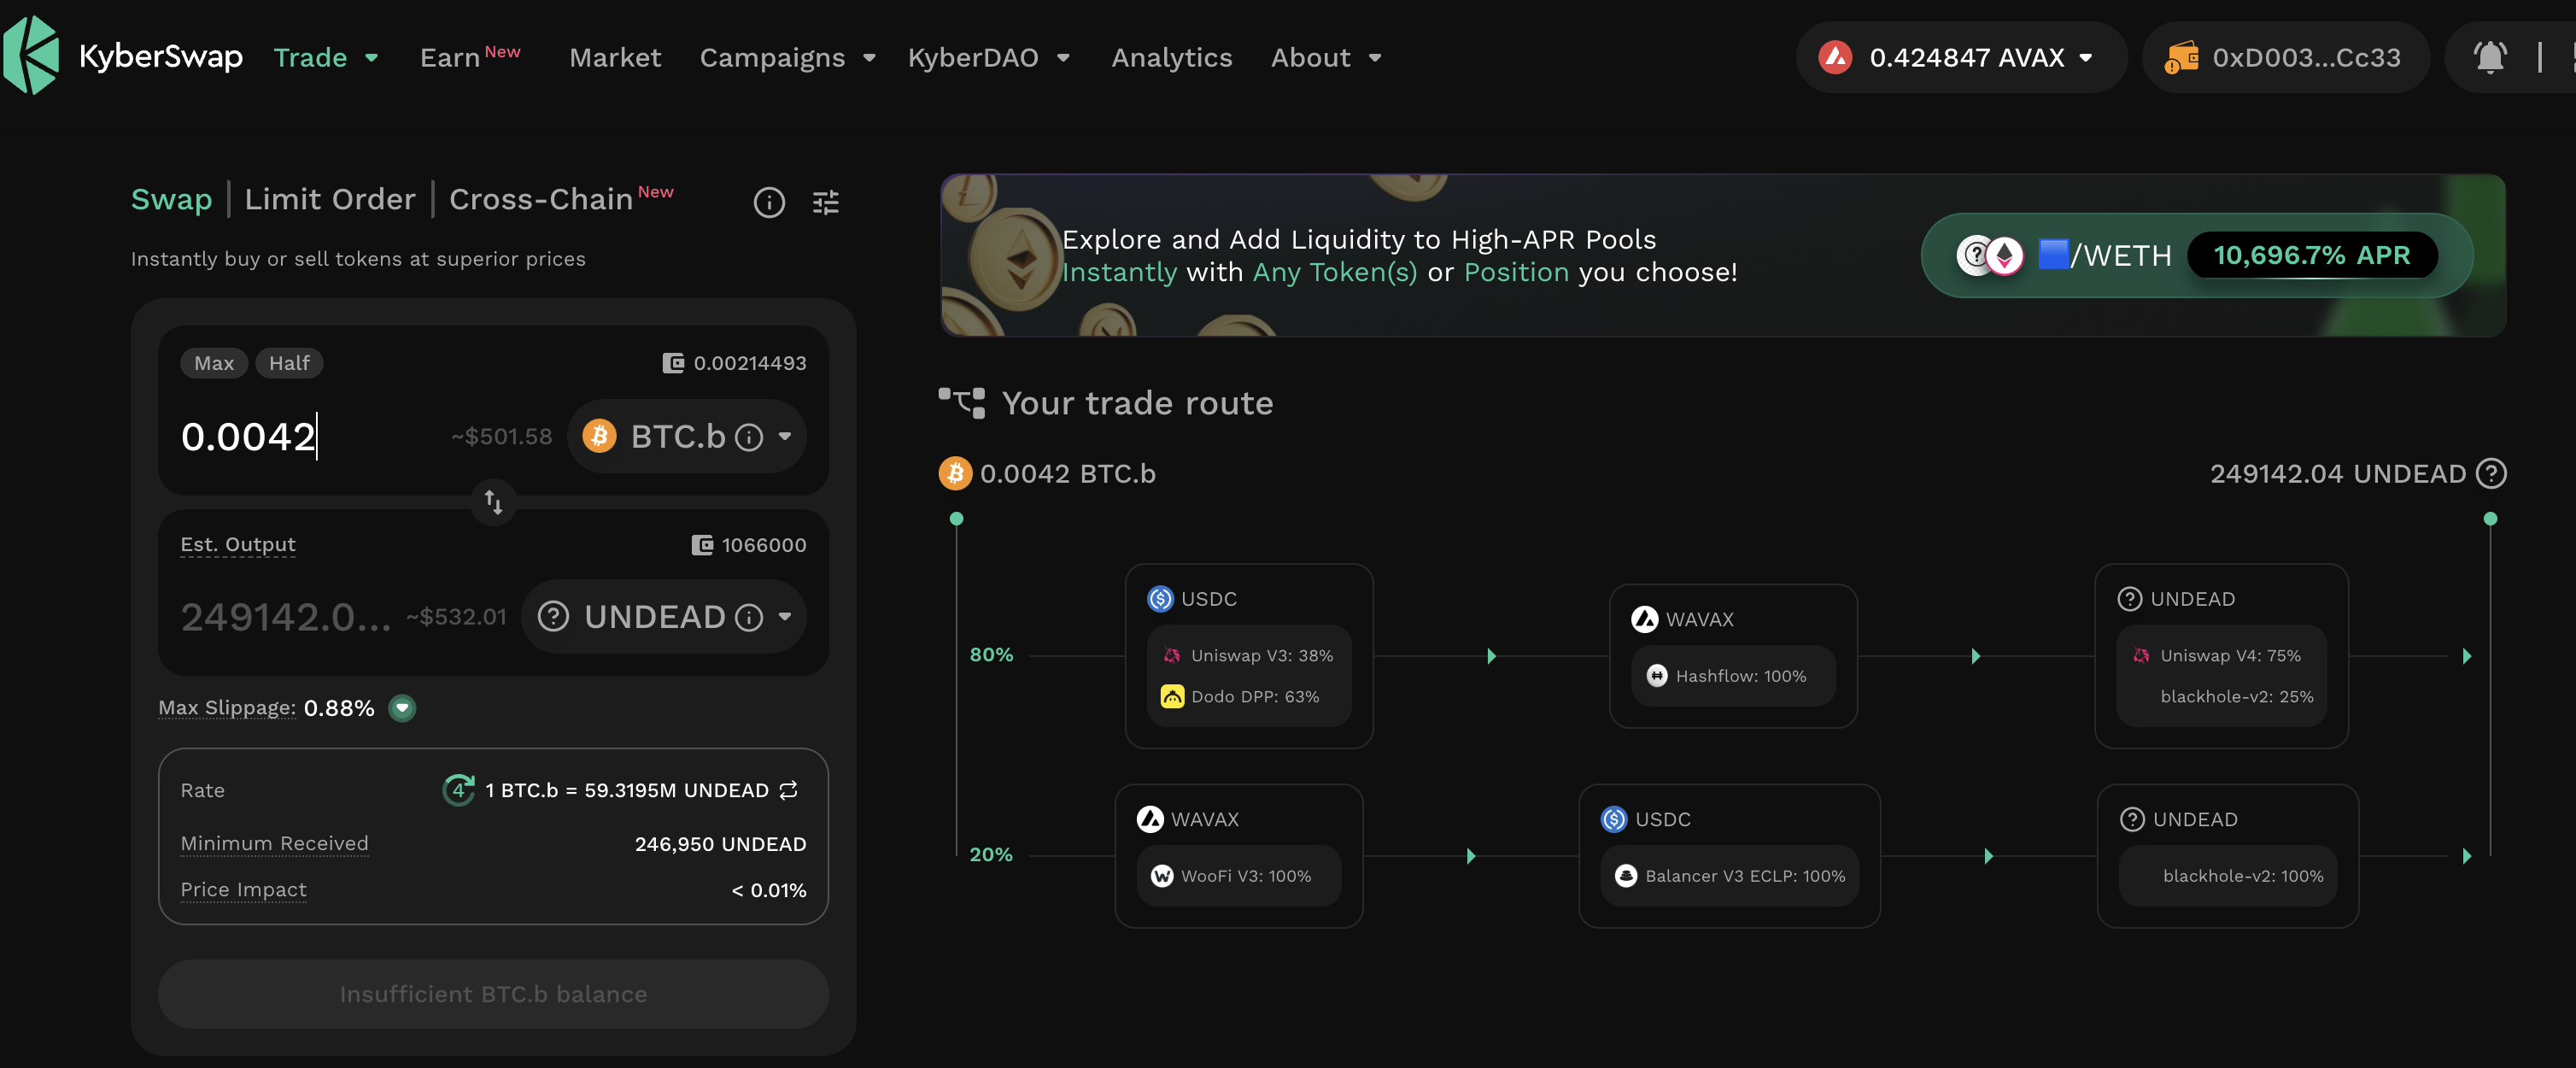 KyberSwap Trade Earn New Market Campaigns KyberDAO Analytics About 0.424847 AVAX 0xD003...Cc33
Swap | Limit Order | Cross-Chain New
Instantly buy or sell tokens at superior prices
Max Half 0.00214493
0.0042 ~$501.58 BTC.b
Est. Output 1066000
249142.0... ~$532.01 UNDEAD
Max Slippage: 0.88%
Rate 4 1 BTC.b = 59.3195M UNDEAD
Minimum Received 246,950 UNDEAD
Price Impact < 0.01%
Insufficient BTC.b balance
Explore and Add Liquidity to High-APR Pools
Instantly with Any Token(s) or Position you choose!
/WETH 10,696.7% APR
Your trade route
0.0042 BTC.b 249142.04 UNDEAD
80%
USDC
Uniswap V3: 38%
Dodo DPP: 63%
WAVAX
Hashflow: 100%
UNDEAD
Uniswap V4: 75%
blackhole-v2: 25%
20%
WAVAX
WooFi V3: 100%
USDC
Balancer V3 ECLP: 100%
UNDEAD
blackhole-v2: 100%